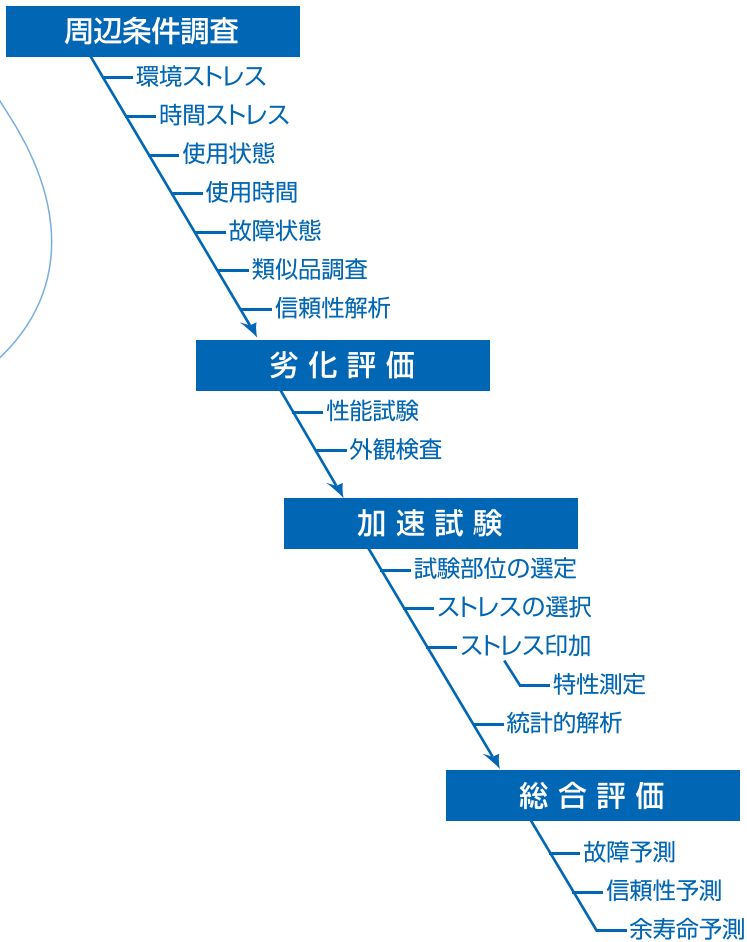 周辺条件調査
環境ストレス
時間ストレス
使用状態
使用時間
故障状態
類似品調査
信頼性解析
劣化評価
性能試験
外観検査
加速試験
試験部位の選定
ストレスの選択
ストレス印加
特性測定
統計的解析
総合評価
故障予測
信頼性予測
余寿命予測